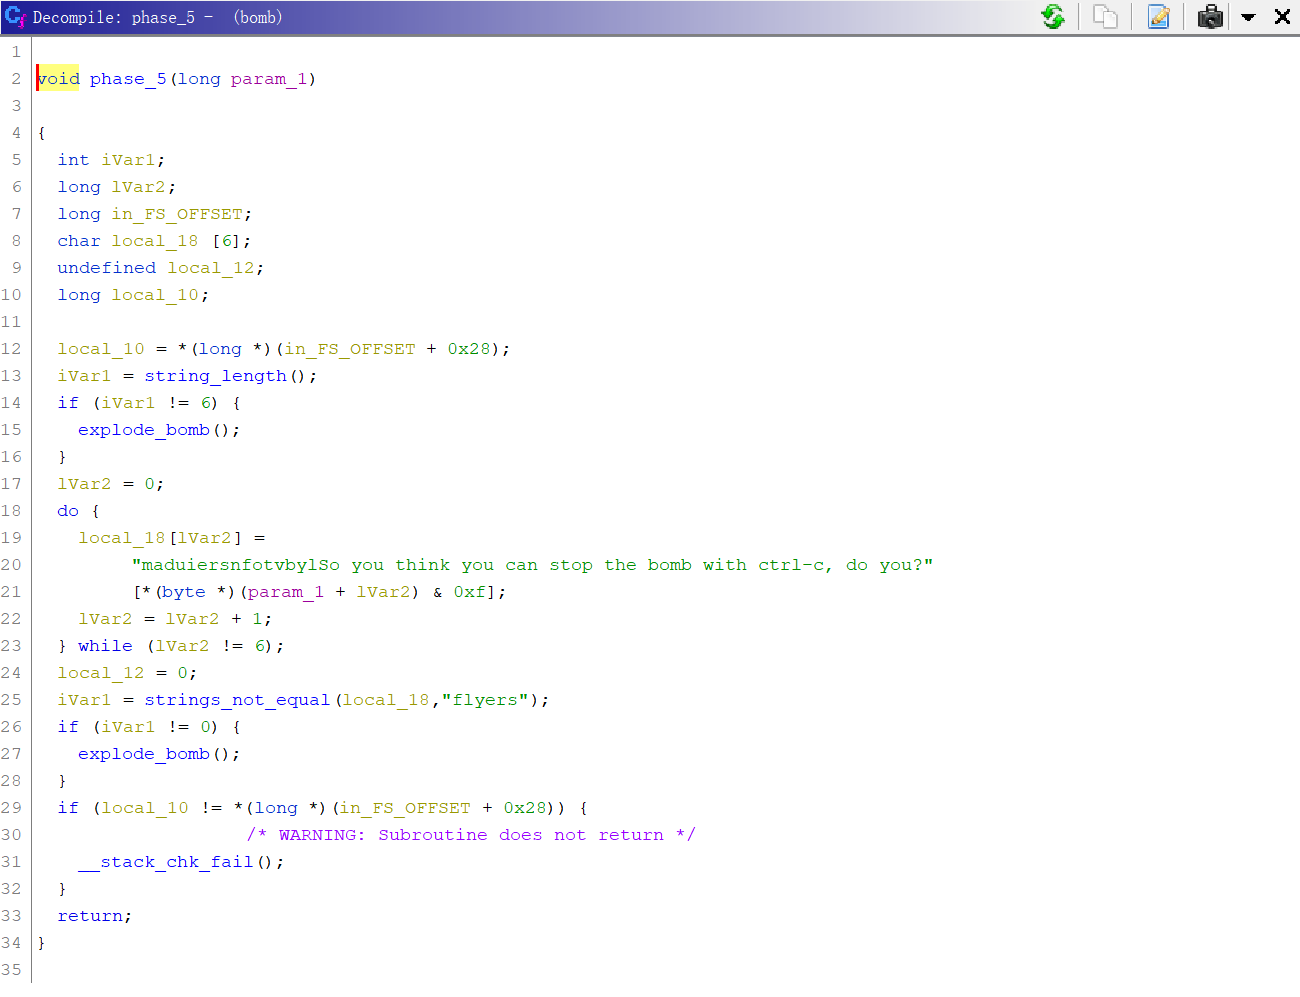 Decompile: phase_5 -  (bomb)
1
2 void phase_5(long param_1)
3
4 {
5   int iVar1;
6   long lVar2;
7   long in_FS_OFFSET;
8   char local_18 [6];
9   undefined local_12;
10   long local_10;
11
12   local_10 = *(long *)(in_FS_OFFSET + 0x28);
13   iVar1 = string_length();
14   if (iVar1 != 6) {
15     explode_bomb();
16   }
17   lVar2 = 0;
18   do {
19     local_18[lVar2] =
20          "maduiersnfotvbylSo you think you can stop the bomb with ctrl-c, do you?"
21          [*(byte *)(param_1 + lVar2) & 0xf];
22     lVar2 = lVar2 + 1;
23   } while (lVar2 != 6);
24   local_12 = 0;
25   iVar1 = strings_not_equal(local_18,"flyers");
26   if (iVar1 != 0) {
27     explode_bomb();
28   }
29   if (local_10 != *(long *)(in_FS_OFFSET + 0x28)) {
30                     /* WARNING: Subroutine does not return */
31     __stack_chk_fail();
32   }
33   return;
34 }
35